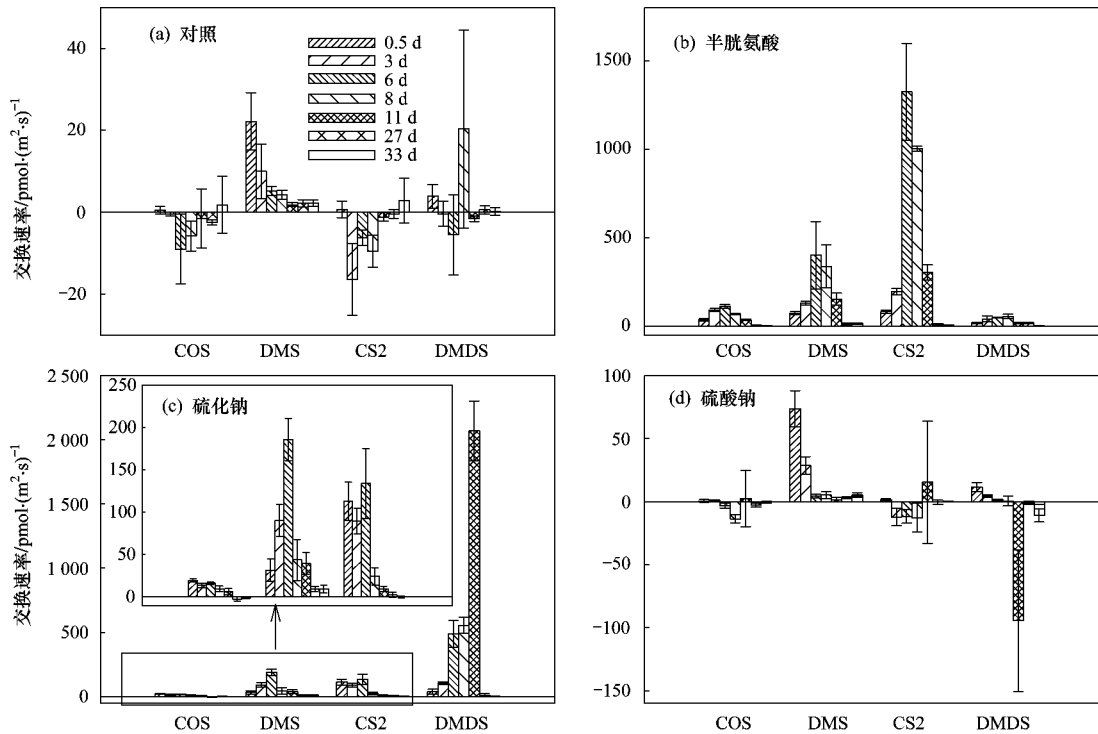 (a) 对照
0.5 d
3 d
6 d
8 d
11 d
27 d
33 d
40
20
0
−20
交换速率/pmol·(m²·s)⁻¹
COS DMS CS2 DMDS
(b) 半胱氨酸
1500
1000
500
0
COS DMS CS2 DMDS
(c) 硫化钠
2 500
2 000
1 500
1 000
500
0
250
200
150
100
50
0
交换速率/pmol·(m²·s)⁻¹
COS DMS CS2 DMDS
(d) 硫酸钠
100
50
0
−50
−100
−150
COS DMS CS2 DMDS